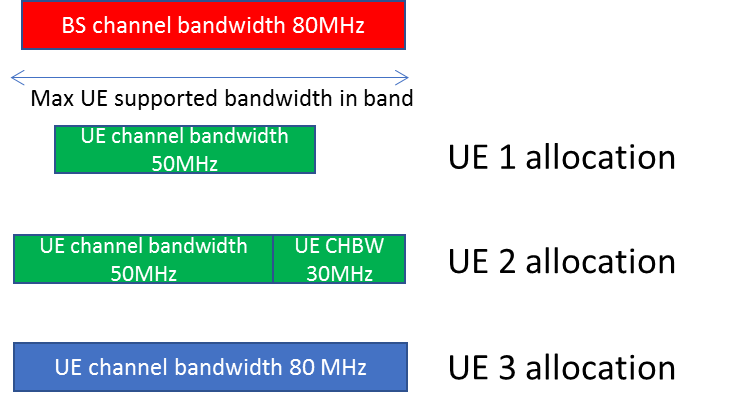 BS channel bandwidth 80MHz
Max UE supported bandwidth in band
UE channel bandwidth
50MHz
UE 1 allocation
UE channel bandwidth
50MHz
UE CHBW
30MHz
UE 2 allocation
UE channel bandwidth 80 MHz
UE 3 allocation